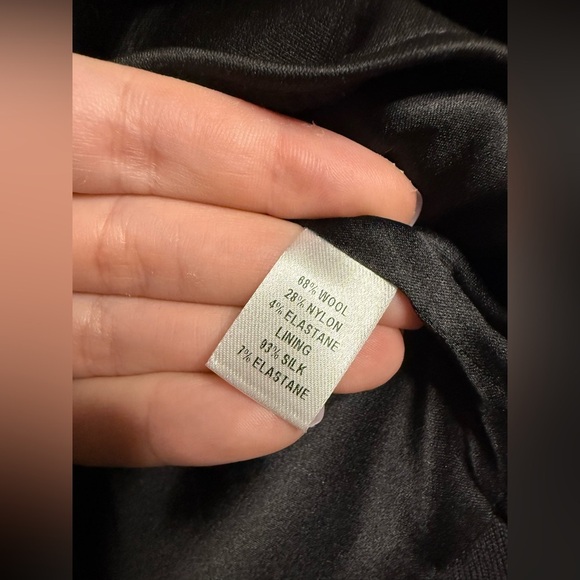 68% WOOL
28% NYLON
4% ELASTANE
LINING
93% SILK
7% ELASTANE